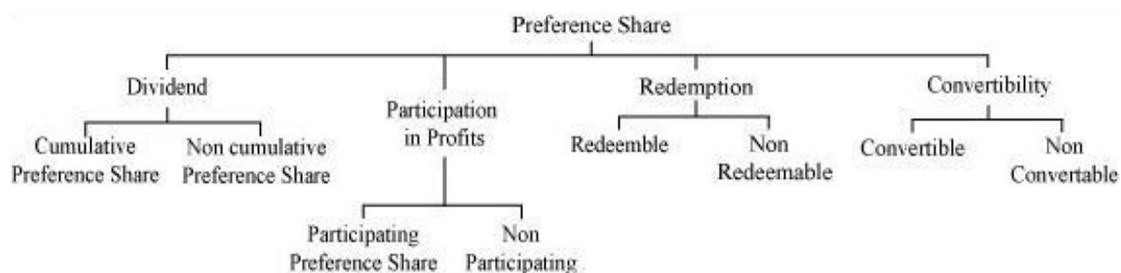 Preference Share
Dividend
Participation
in Profits
Redemption
Convertibility
Cumulative
Preference Share
Non cumulative
Preference Share
Redeemble
Non
Redeemable
Convertible
Non
Convertable
Participating
Preference Share
Non
Participating